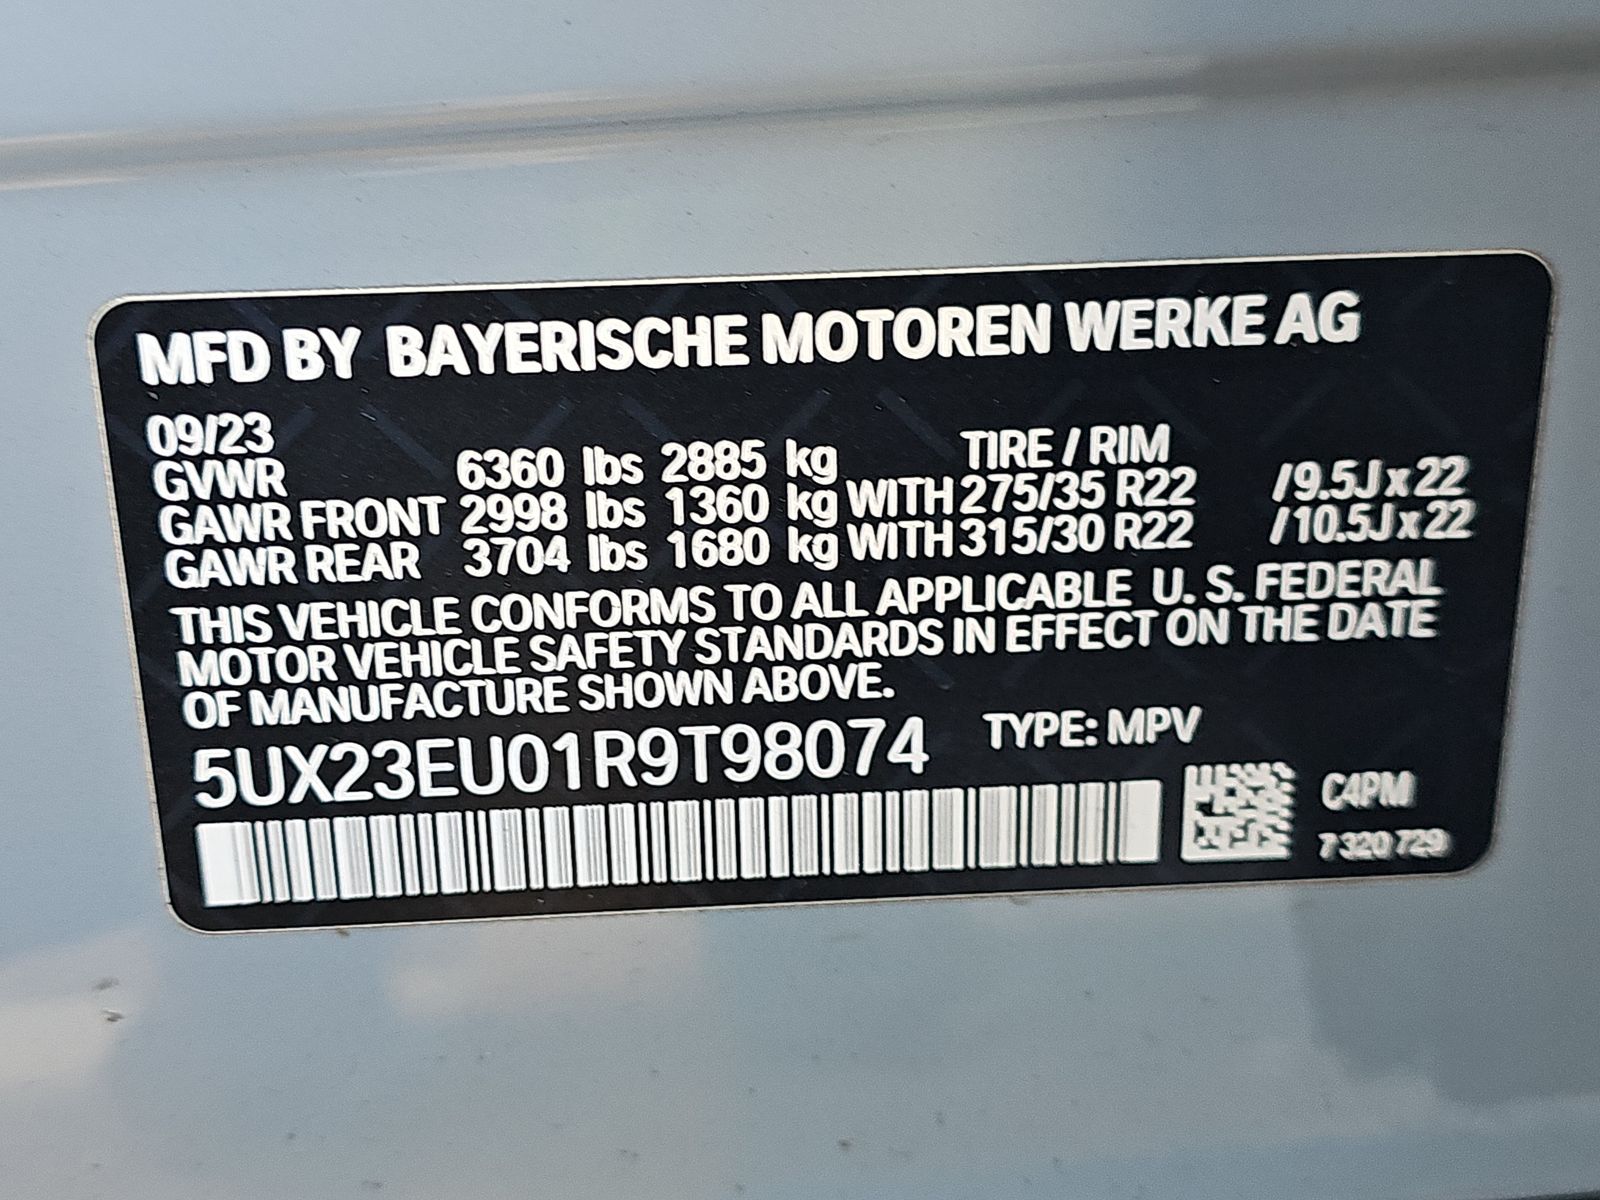 MFD BY BAYERISCHE MOTOREN WERKE AG
09/23 TIRE / RIM
GVWR 6360 lbs 2885 kg
GAWR FRONT 2998 lbs 1360 kg WITH 275/35 R22 /9.5J x 22
GAWR REAR 3704 lbs 1680 kg WITH 315/30 R22 /10.5J x 22
THIS VEHICLE CONFORMS TO ALL APPLICABLE U. S. FEDERAL
MOTOR VEHICLE SAFETY STANDARDS IN EFFECT ON THE DATE
OF MANUFACTURE SHOWN ABOVE.
5UX23EU01R9T98074 TYPE: MPV
C4PM
7 320 729